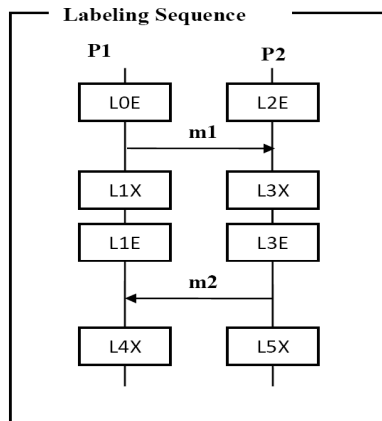 Labeling Sequence
P1 P2
L0E L2E
m1
L1X L3X
L1E L3E
m2
L4X L5X